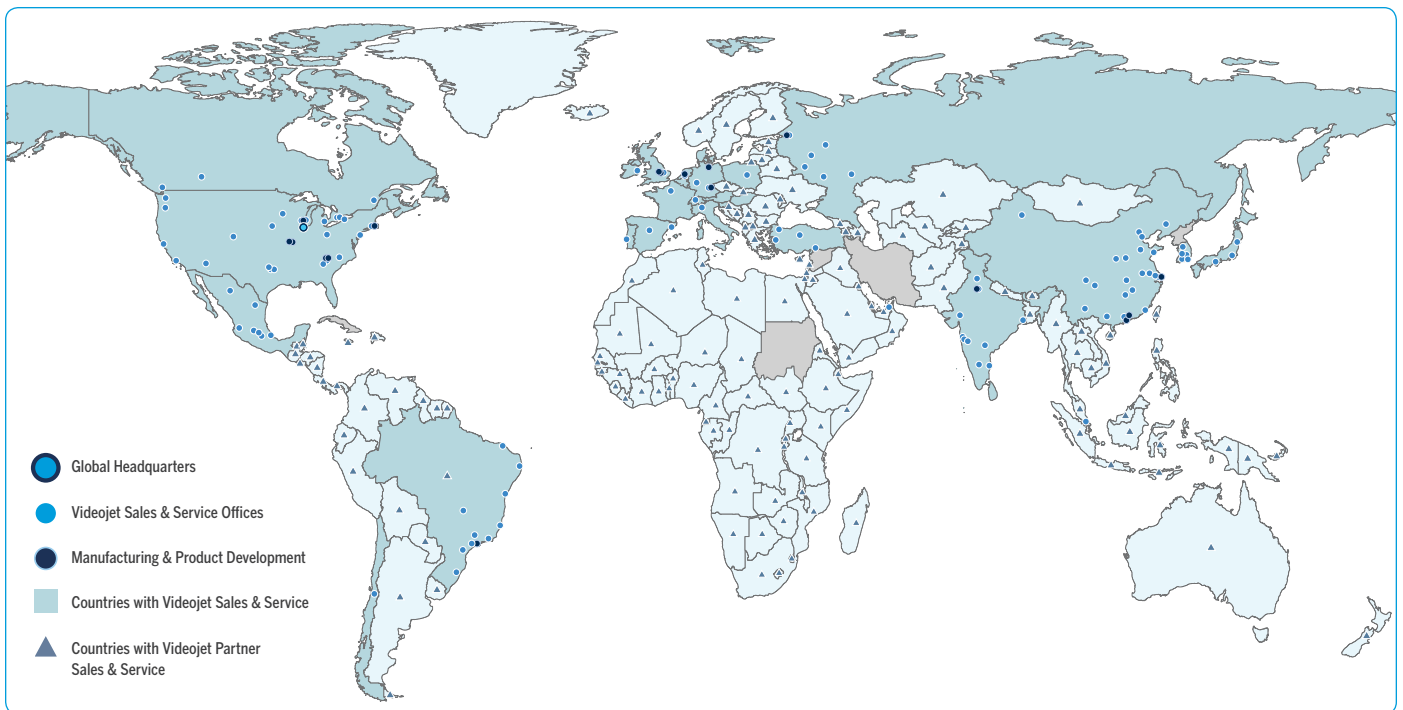 Global Headquarters
Videojet Sales & Service Offices
Manufacturing & Product Development
Countries with Videojet Sales & Service
Countries with Videojet Partner
Sales & Service